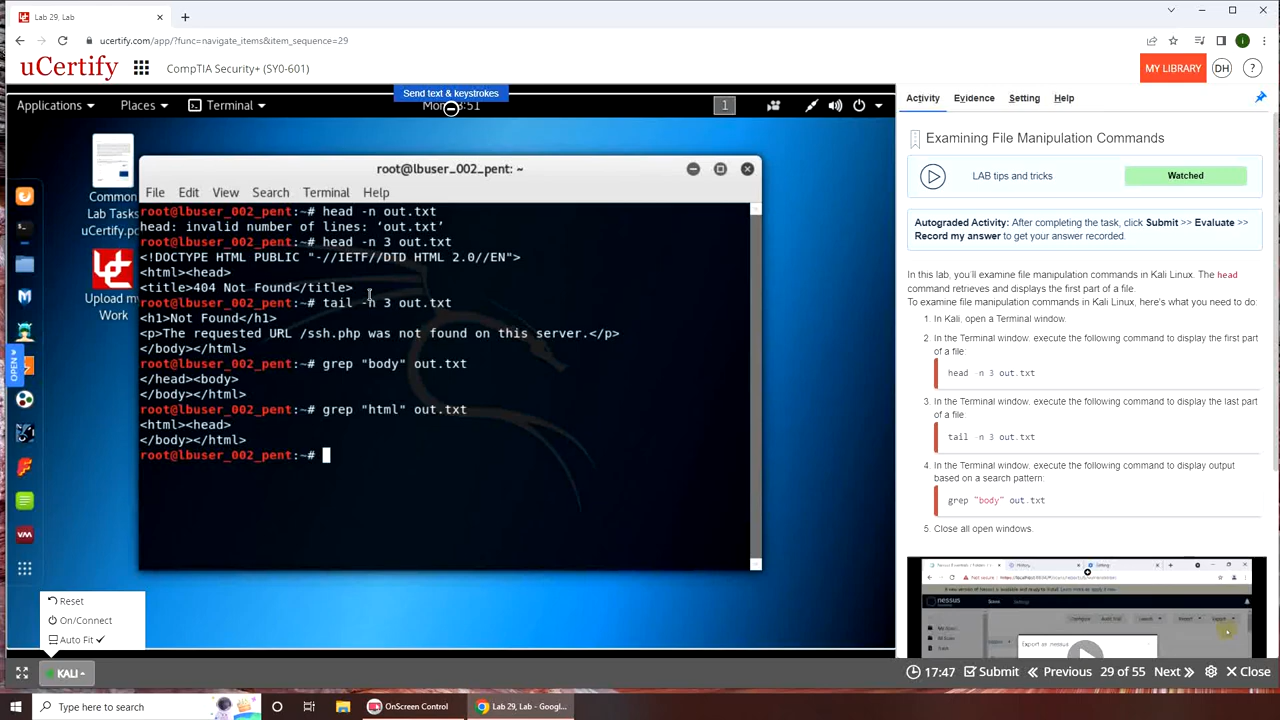 Lab 29, Lab
ucertify.com/app/?func=navigate_items&item_sequence=29
uCertify
CompTIA Security+ (SY0-601)
MY LIBRARY
DH
?
Send text & keystrokes
Applications
Places
Terminal
1
Activity
Evidence
Setting
Help
Examining File Manipulation Commands
LAB tips and tricks
Watched
Autograded Activity: After completing the task, click Submit >> Evaluate >>
Record my answer to get your answer recorded.
In this lab, you'll examine file manipulation commands in Kali Linux. The head
command retrieves and displays the first part of a file.
To examine file manipulation commands in Kali Linux, here's what you need to do:
1. In Kali, open a Terminal window.
2. In the Terminal window. execute the following command to display the first part
of a file.
head -n 3 out.txt
3. In the Terminal window. execute the following command to display the last part
of a file.
tail -n 3 out.txt
4. In the Terminal window. execute the following command to display output
based on a search pattern:
grep "body" out.txt
5. Close all open windows.
Common
Lab Tasks
Upload my
Work
OPEN
root@lbuser_002_pent: ~
File Edit View Search Terminal Help
root@lbuser_002_pent:~# head -n out.txt
head: invalid number of lines: ‘out.txt’
root@lbuser_002_pent:~# head -n 3 out.txt
<!DOCTYPE HTML PUBLIC "-//IETF//DTD HTML 2.0//EN">
<html><head>
<title>404 Not Found</title>
root@lbuser_002_pent:~# tail -n 3 out.txt
<h1>Not Found</h1>
<p>The requested URL /ssh.php was not found on this server.</p>
</body></html>
root@lbuser_002_pent:~# grep "body" out.txt
</head><body>
</body></html>
root@lbuser_002_pent:~# grep "html" out.txt
<html><head>
</body></html>
root@lbuser_002_pent:~#
nessus
Reset
On/Connect
Auto Fit
KALI
17:47
Submit
Previous
29 of 55
Next
Close
Type here to search
OnScreen Control
Lab 29, Lab - Googl...